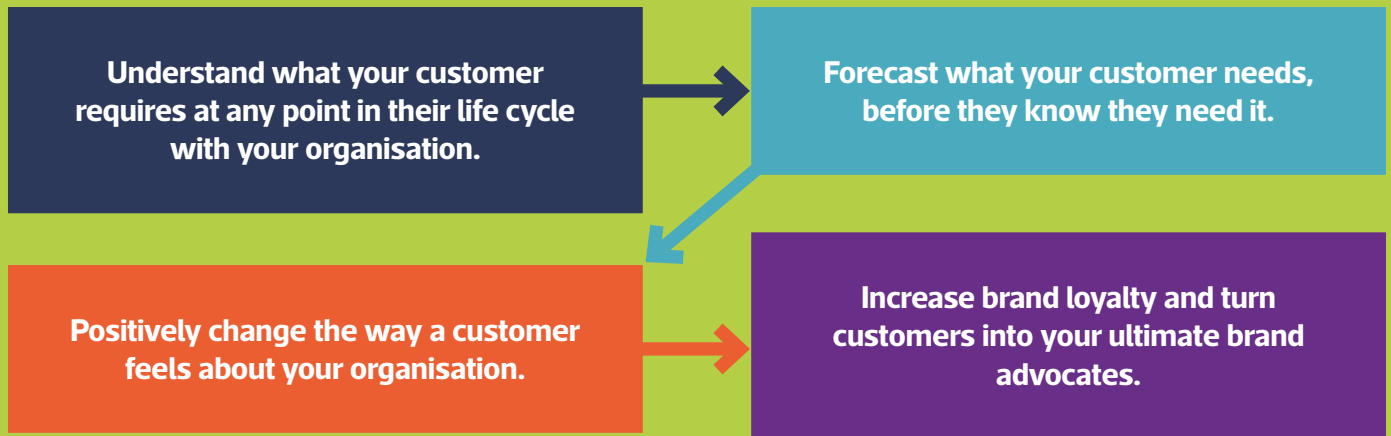 Understand what your customer
requires at any point in their life cycle
with your organisation.
Forecast what your customer needs,
before they know they need it.
Positively change the way a customer
feels about your organisation.
Increase brand loyalty and turn
customers into your ultimate brand
advocates.